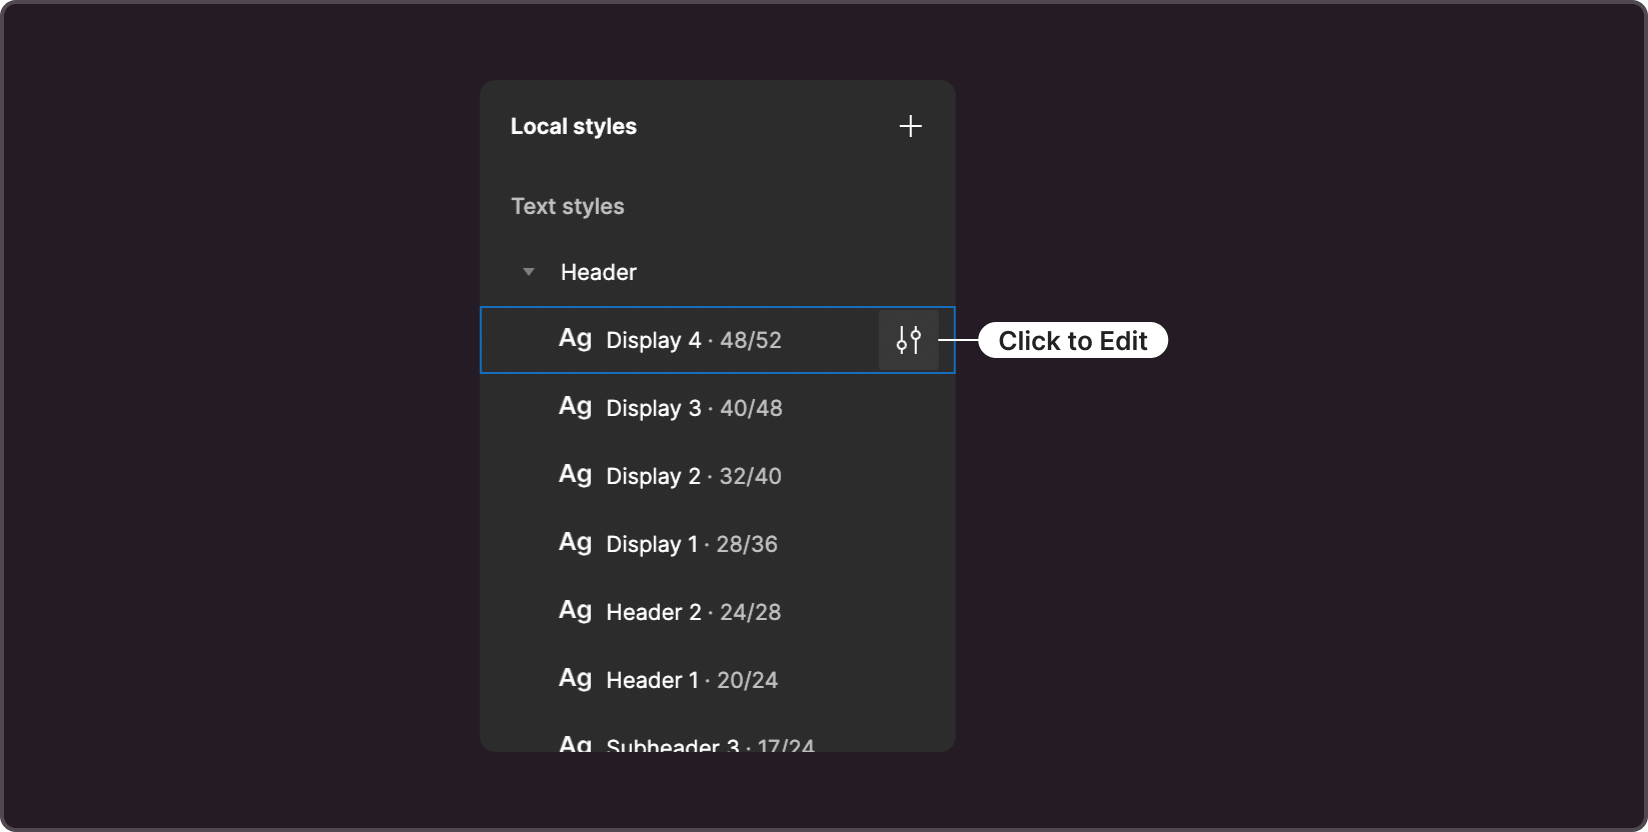 Local styles
Text styles
Header
Ag Display 4 · 48/52
Click to Edit
Ag Display 3 · 40/48
Ag Display 2 · 32/40
Ag Display 1 · 28/36
Ag Header 2 · 24/28
Ag Header 1 · 20/24
Ag Subheader 3 · 17/24